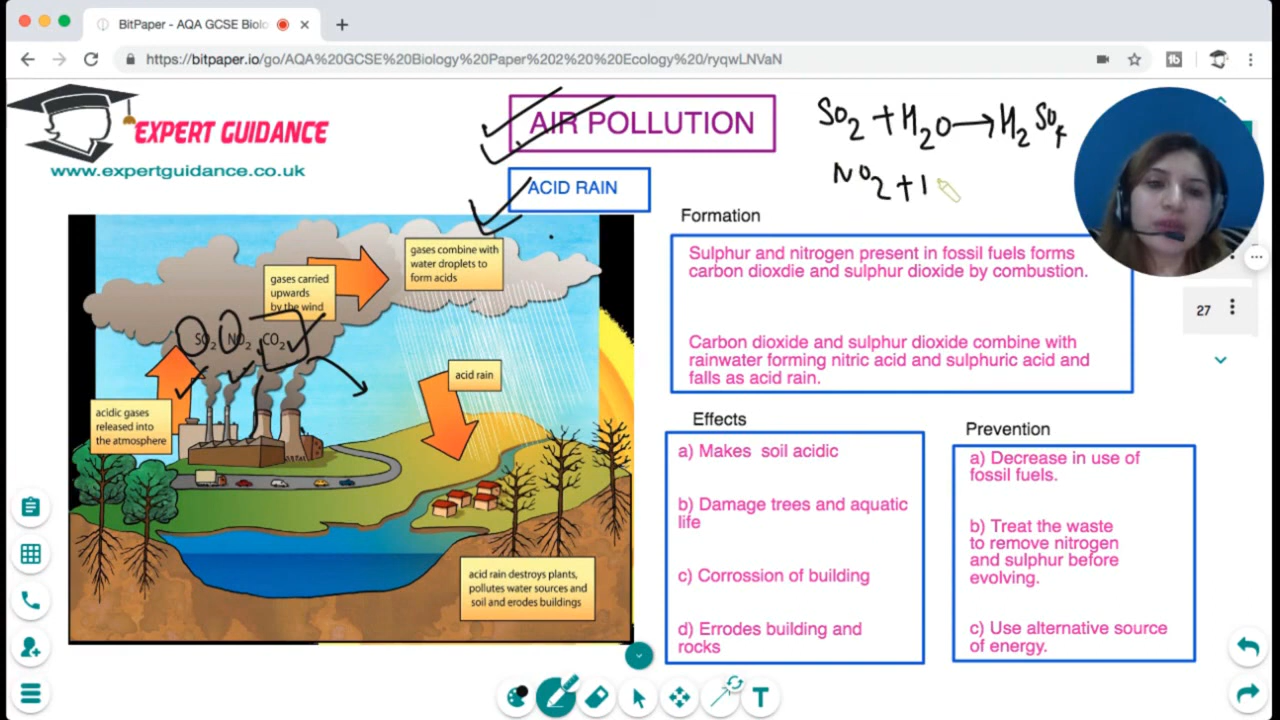 BitPaper - AQA GCSE Biolo
https://bitpaper.io/go/AQA%20GCSE%20Biology%20Paper%202%20%20Ecology%20/ryqwLNVaN
EXPERT GUIDANCE
www.expertguidance.co.uk
AIR POLLUTION
ACID RAIN
SO2 + H2O → H2SO4
NO2 + 
27
gases combine with
water droplets to
form acids
gases carried
upwards
by the wind
SO2 NO2 CO2
acidic gases
released into
the atmosphere
acid rain
acid rain destroys plants,
pollutes water sources and
soil and erodes buildings
Formation
Sulphur and nitrogen present in fossil fuels forms
carbon dioxdie and sulphur dioxide by combustion.
Carbon dioxide and sulphur dioxide combine with
rainwater forming nitric acid and sulphuric acid and
falls as acid rain.
Effects
a) Makes soil acidic
b) Damage trees and aquatic
life
c) Corrossion of building
d) Errodes building and
rocks
Prevention
a) Decrease in use of
fossil fuels.
b) Treat the waste
to remove nitrogen
and sulphur before
evolving.
c) Use alternative source
of energy.
T